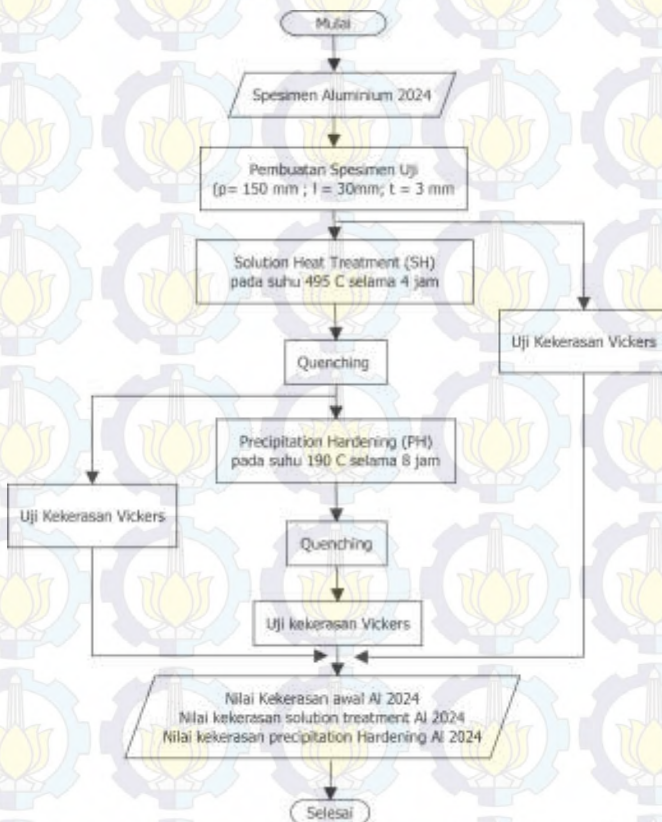 Mulai
Spesimen Aluminium 2024
Pembuatan Spesimen Uji
(p= 150 mm ; l = 30mm; t = 3 mm
Solution Heat Treatment (SH)
pada suhu 495 C selama 4 jam
Uji Kekerasan Vickers
Quenching
Precipitation Hardening (PH)
pada suhu 190 C selama 8 jam
Uji Kekerasan Vickers
Quenching
Uji kekerasan Vickers
Nilai Kekerasan awal Al 2024
Nilai kekerasan solution treatment Al 2024
Nilai kekerasan precipitation Hardening Al 2024
Selesai